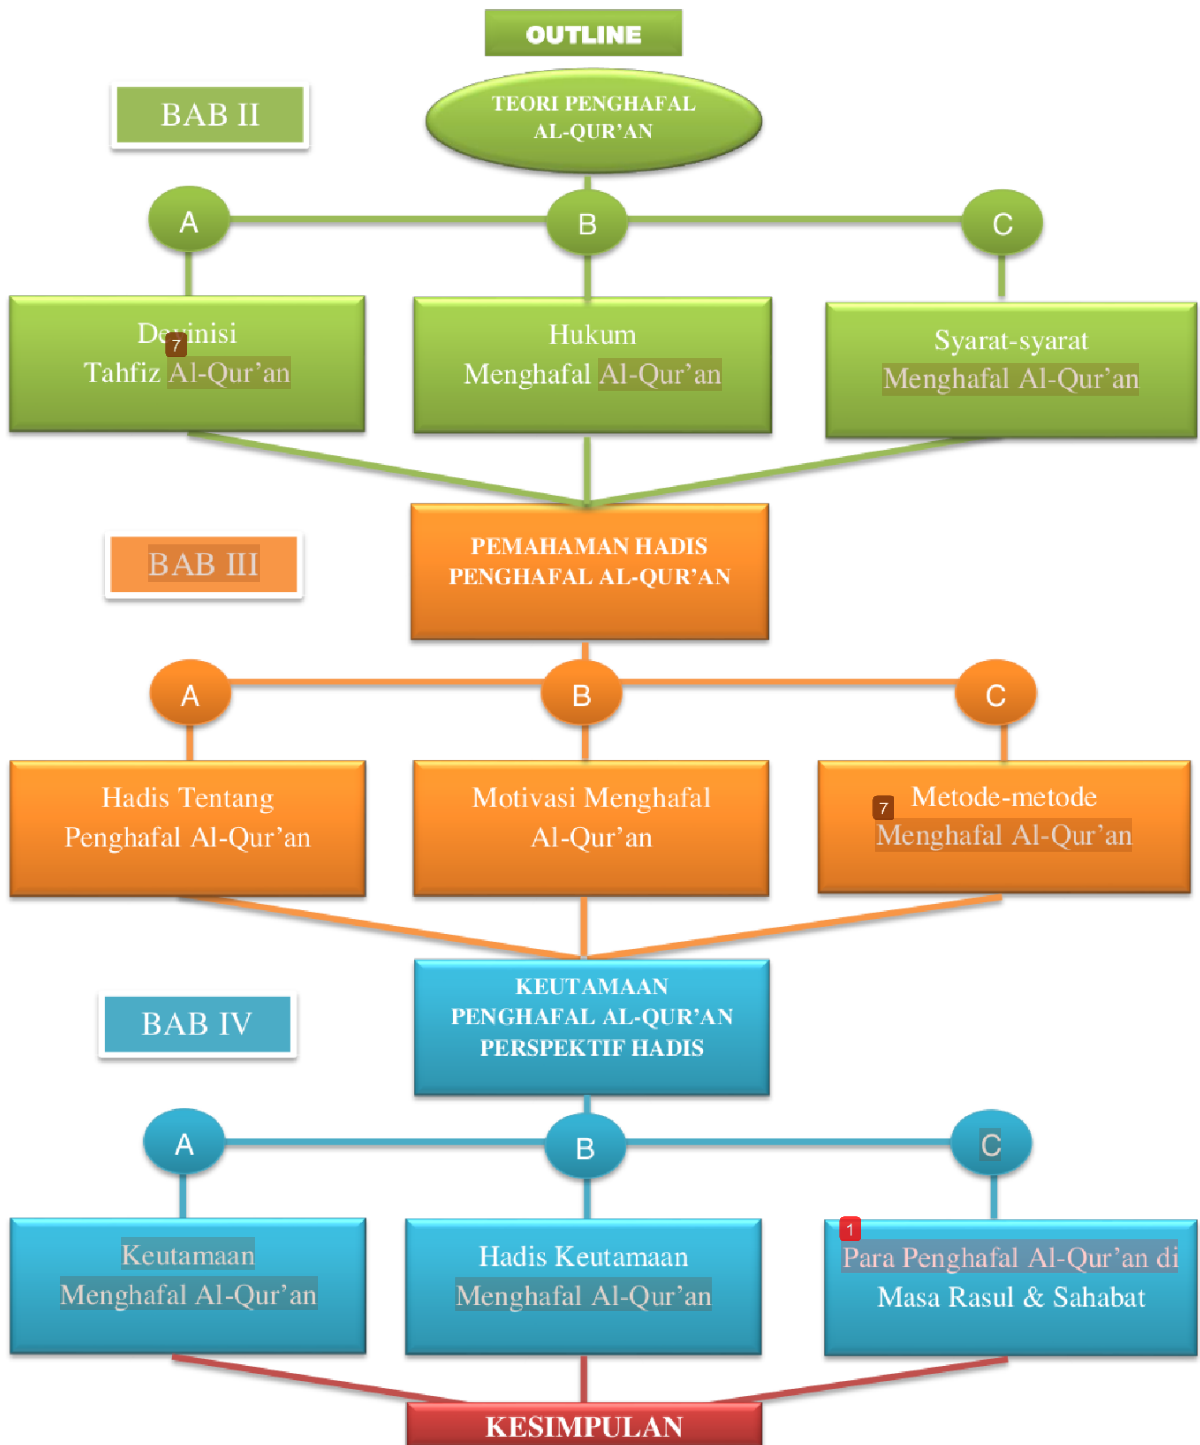 OUTLINE
BAB II
TEORI PENGHAFAL
AL-QUR’AN
A
B
C
Devinisi
7
Tahfiz Al-Qur’an
Hukum
Menghafal Al-Qur’an
Syarat-syarat
Menghafal Al-Qur’an
BAB III
PEMAHAMAN HADIS
PENGHAFAL AL-QUR’AN
A
B
C
Hadis Tentang
Penghafal Al-Qur’an
Motivasi Menghafal
Al-Qur’an
Metode-metode
7
Menghafal Al-Qur’an
BAB IV
KEUTAMAAN
PENGHAFAL AL-QUR’AN
PERSPEKTIF HADIS
A
B
C
Keutamaan
Menghafal Al-Qur’an
Hadis Keutamaan
Menghafal Al-Qur’an
1
Para Penghafal Al-Qur’an di
Masa Rasul & Sahabat
KESIMPULAN